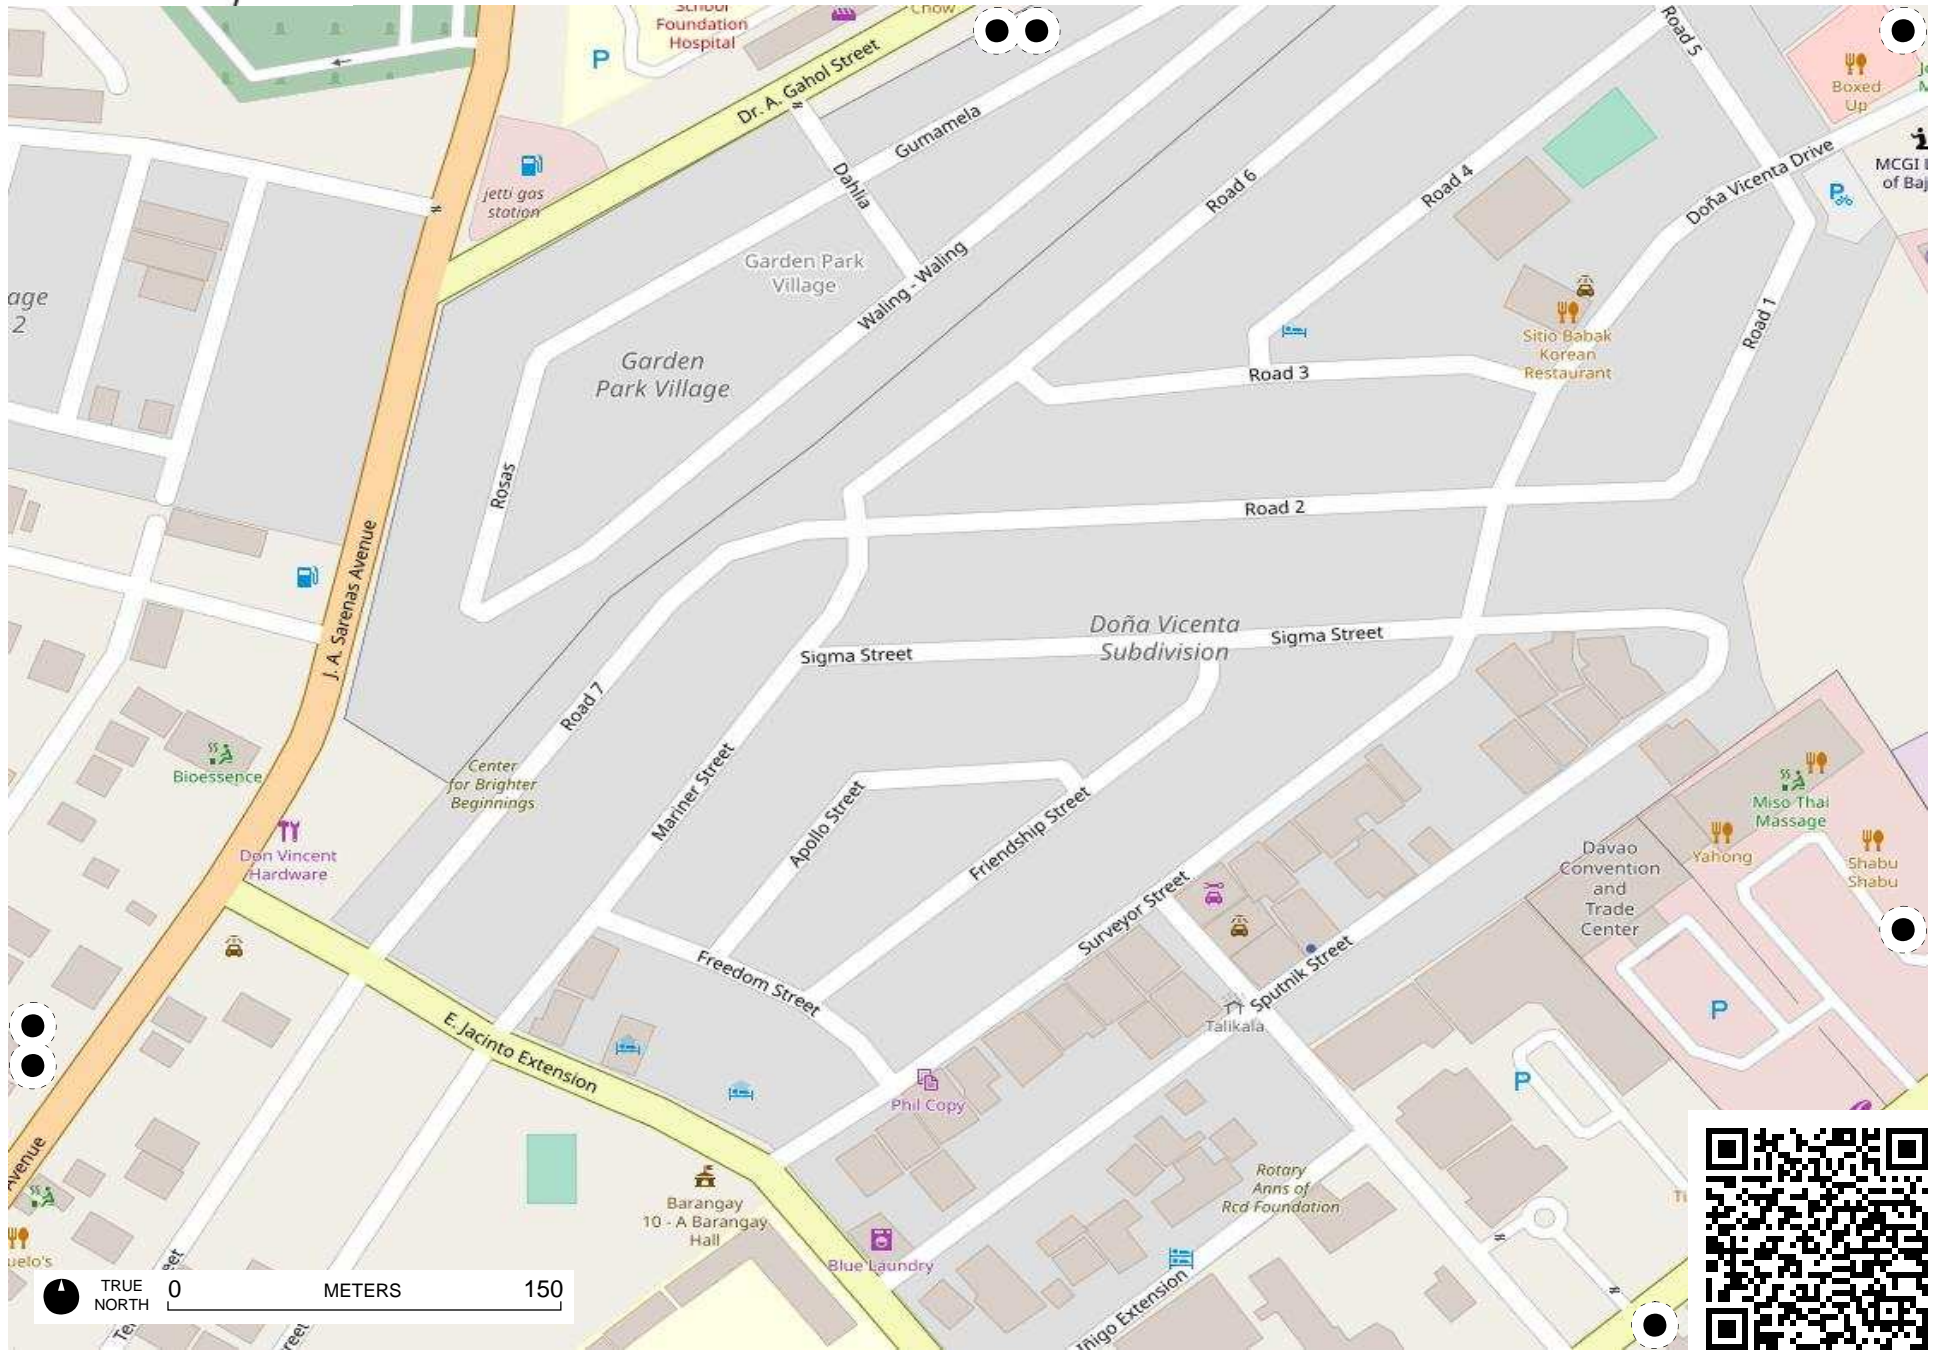 School
Foundation
Hospital
Chow
Road 5
P
Dr. A. Gahol Street
Boxed
Up
Gumamela
jetti gas
station
Dahlia
Road 6
Road 4
Doña Vicenta Drive
MCGI
of Baj
P
Garden Park
Village
Waling - Waling
age
2
Garden
Park Village
Road 1
Sitio Babak
Korean
Restaurant
Road 3
Rosas
Road 2
J. A. Sarenas Avenue
Doña Vicenta
Subdivision
Sigma Street
Sigma Street
Road 7
Bioessence
Center
for Brighter
Beginnings
Mariner Street
Apollo Street
Friendship Street
Miso Thai
Massage
Yahong
Shabu
Shabu
Davao
Convention
and
Trade
Center
Don Vincent
Hardware
Surveyor Street
Freedom Street
Sputnik Street
Talikala
P
E. Jacinto Extension
Phil Copy
P
Avenue
Rotary
Anns of
Rcd Foundation
Barangay
10 - A Barangay
Hall
Blue Laundry
uelo's
Iñigo Extension
TRUE
NORTH
0 METERS 150